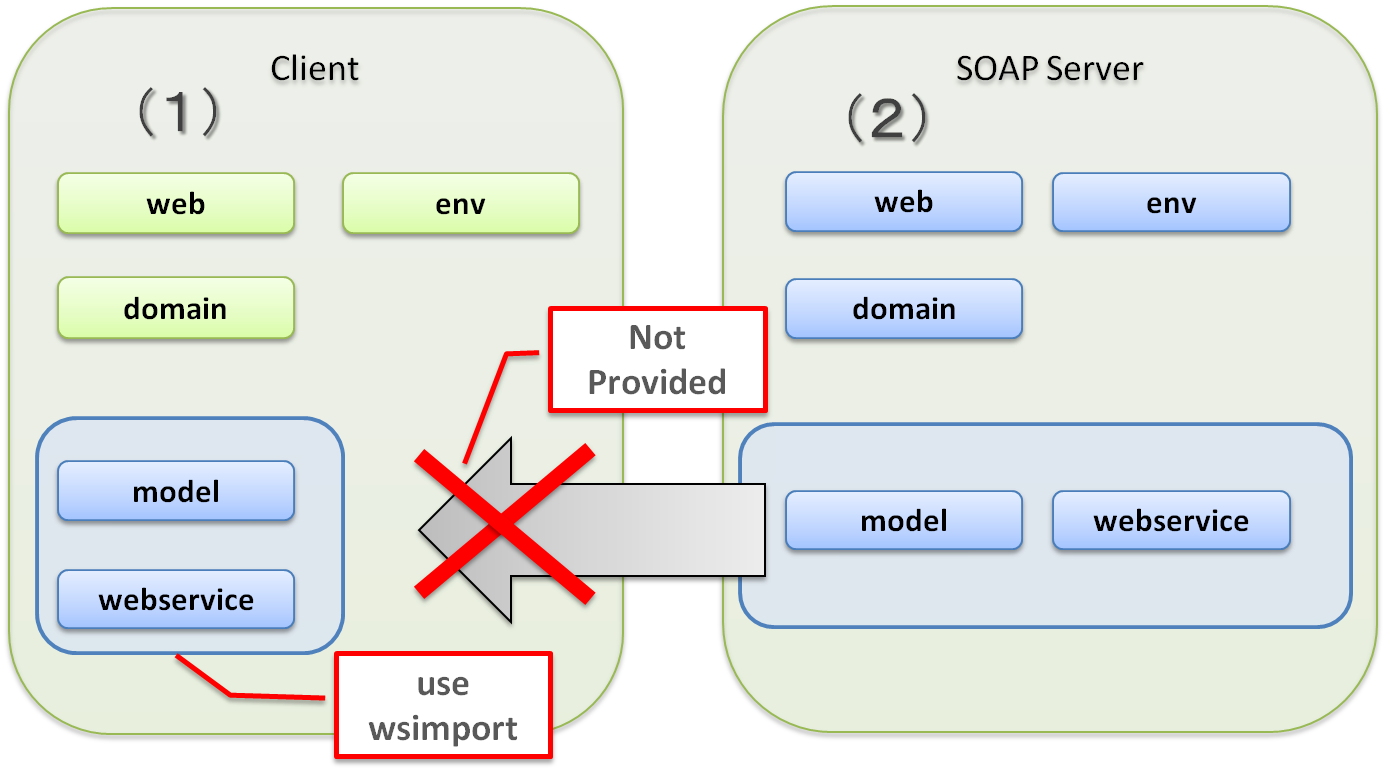 Client
（１）
web
env
domain
model
webservice
use
wsimport
Not
Provided
SOAP Server
（２）
web
env
domain
model
webservice